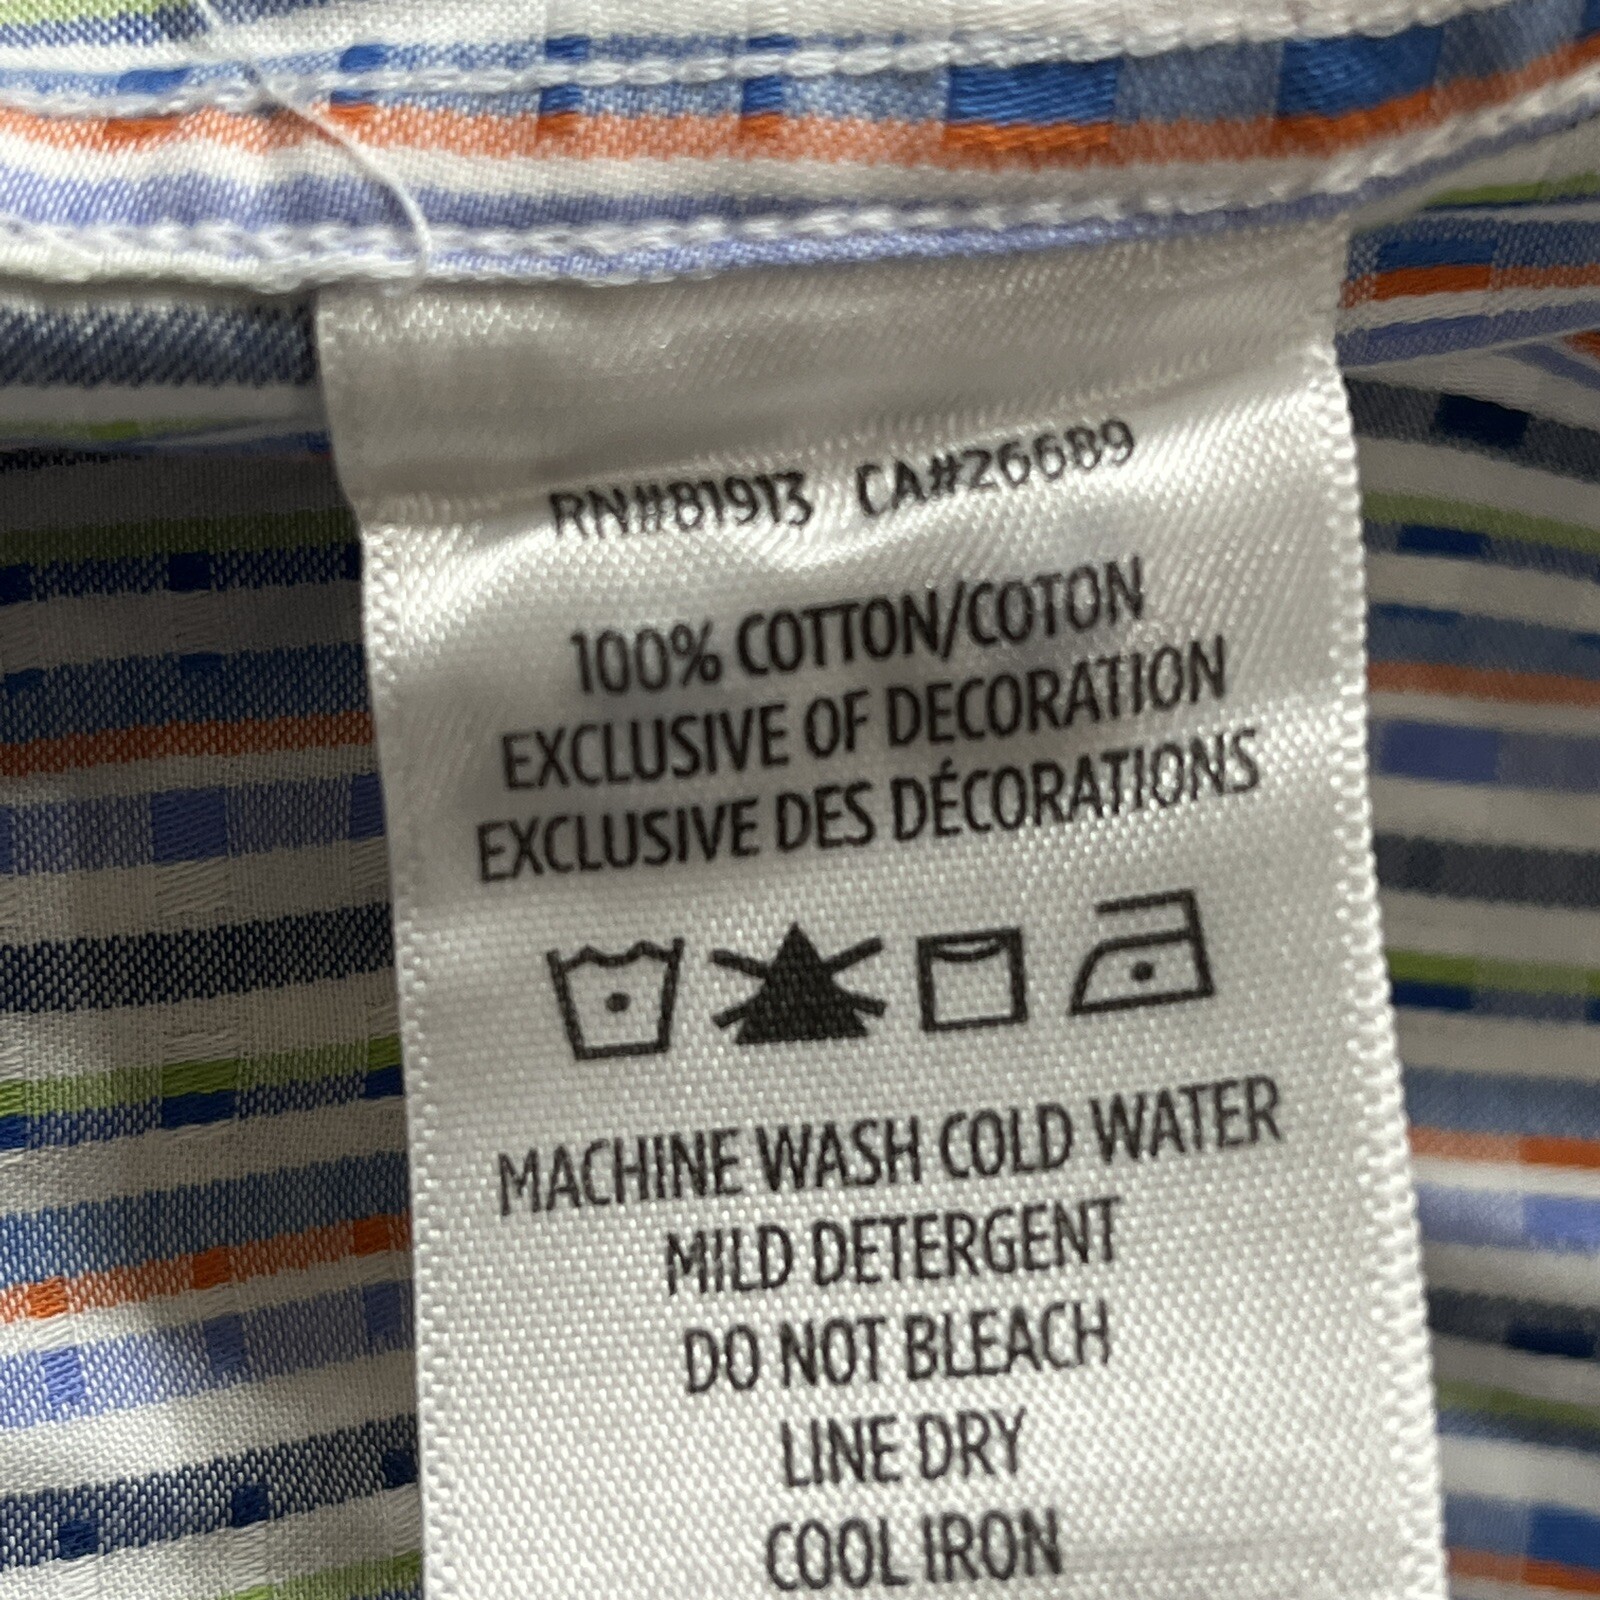 RN#81913 CA#26689
100% COTTON/COTON
EXCLUSIVE OF DECORATION
EXCLUSIVE DES DÉCORATIONS
MACHINE WASH COLD WATER
MILD DETERGENT
DO NOT BLEACH
LINE DRY
COOL IRON